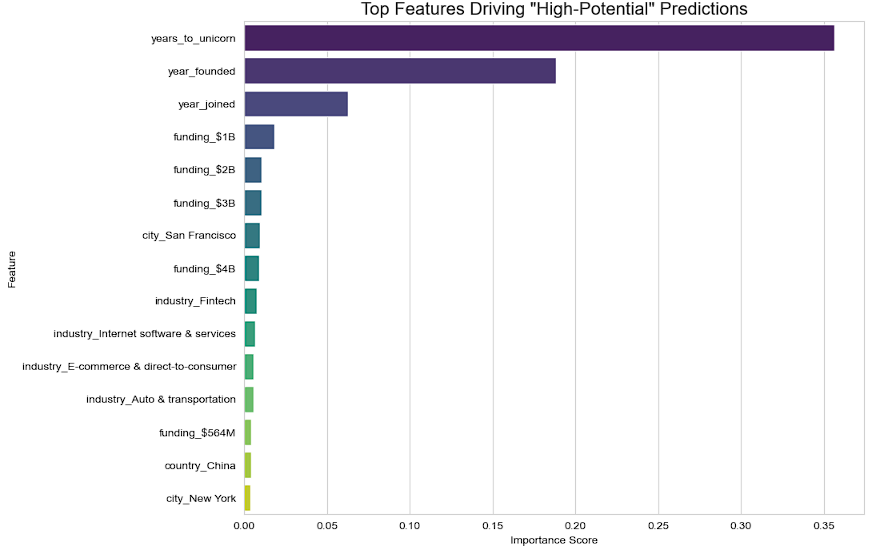 Top Features Driving "High-Potential" Predictions
years_to_unicorn
year_founded
year_joined
funding_$1B
funding_$2B
funding_$3B
city_San Francisco
funding_$4B
industry_Fintech
industry_Internet software & services
industry_E-commerce & direct-to-consumer
industry_Auto & transportation
funding_$564M
country_China
city_New York
Feature
0.00 0.05 0.10 0.15 0.20 0.25 0.30 0.35
Importance Score